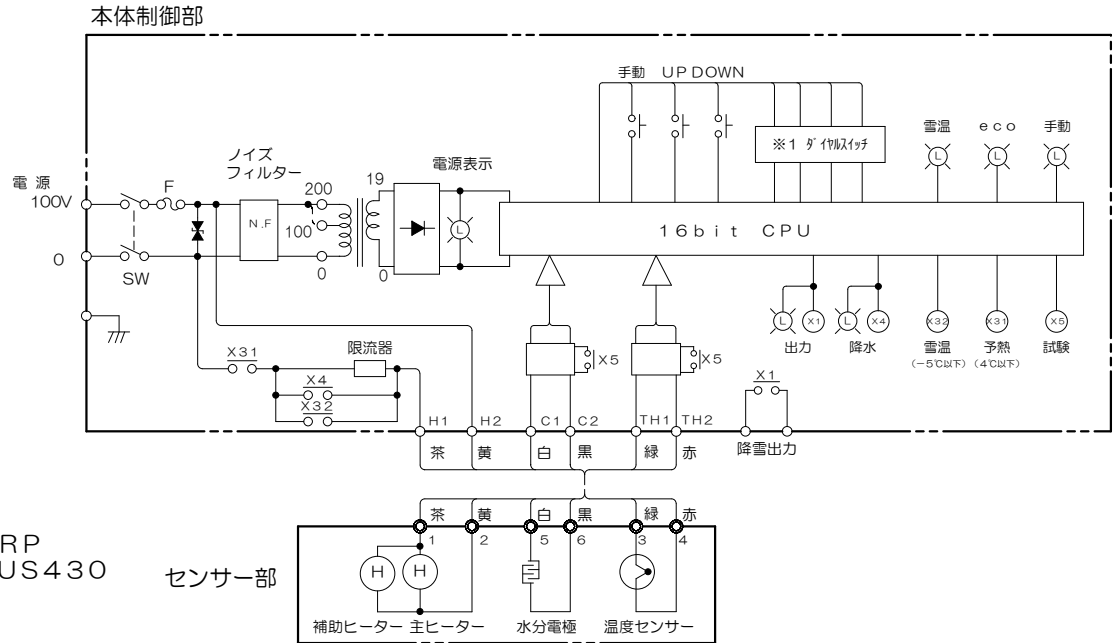 本体制御部
手動 UP DOWN
雪温 eco 手動
※1 ダイヤルスイッチ
L L L
ノイズ
フィルター
電源表示
電源
100V
F
200
19
N.F
100
L
16bit CPU
0
0
0
SW
L X1 L X4 X32 X31 X5
出力 降水 雪温 予熱 試験
(-5℃以下) (4℃以下)
X31
限流器
X5
X5
X4
X32
X1
H1 H2 C1 C2 TH1 TH2
降雪出力
茶 黄 白 黒 緑 赤
茶 黄 白 黒 緑 赤
1 2 5 6 3 4
RP
US430
センサー部
H H
補助ヒーター 主ヒーター 水分電極 温度センサー